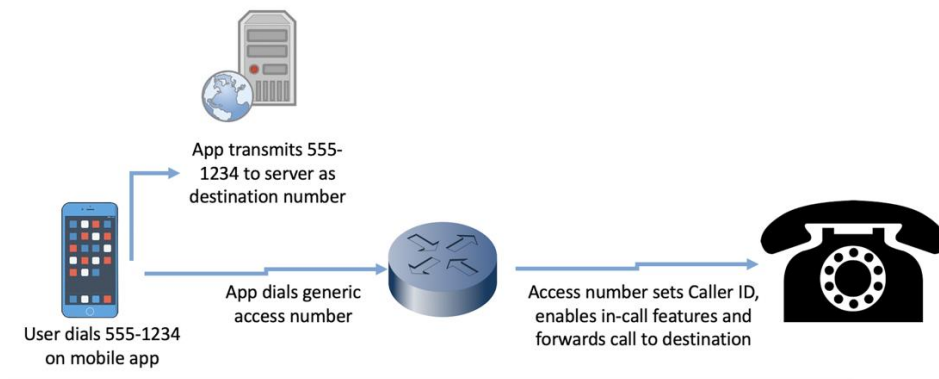 App transmits 555-
1234 to server as
destination number
User dials 555-1234
on mobile app
App dials generic
access number
Access number sets Caller ID,
enables in-call features and
forwards call to destination